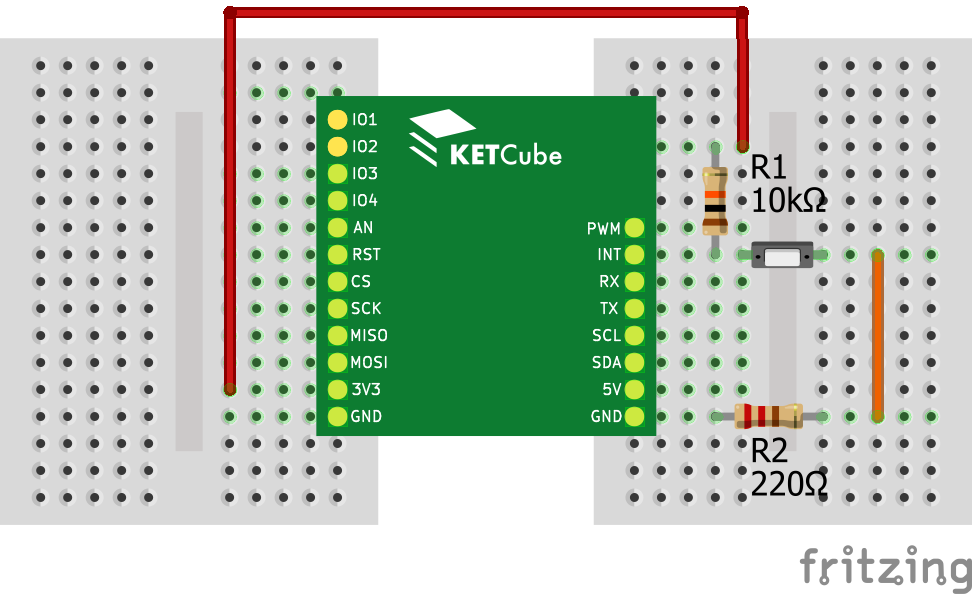 IO1
IO2
IO3
IO4
AN
RST
CS
SCK
MISO
MOSI
3V3
GND
KETCube
PWM
INT
RX
TX
SCL
SDA
5V
GND
R1
10kΩ
R2
220Ω
fritzing